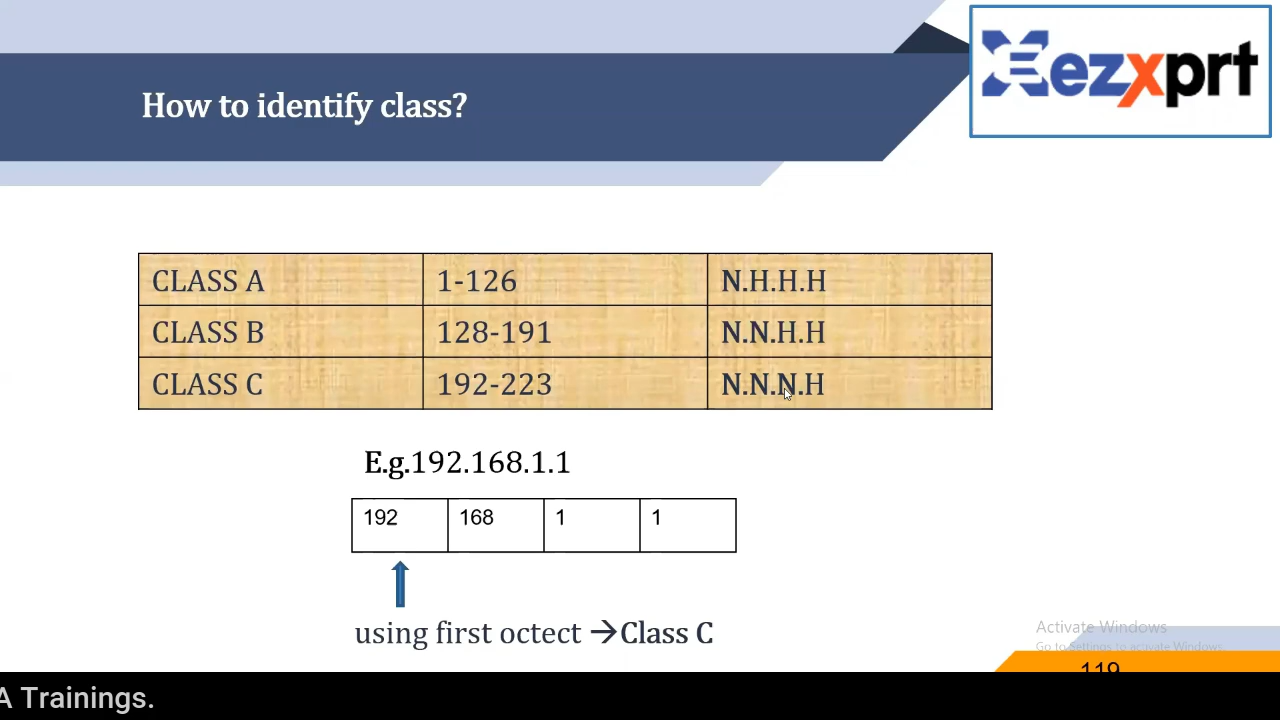 ezxprt
How to identify class?
CLASS A 1-126 N.H.H.H
CLASS B 128-191 N.N.H.H
CLASS C 192-223 N.N.N.H
E.g.192.168.1.1
192 168 1 1
using first octect →Class C
Activate Windows
Go to Settings to activate Windows.
119
A Trainings.